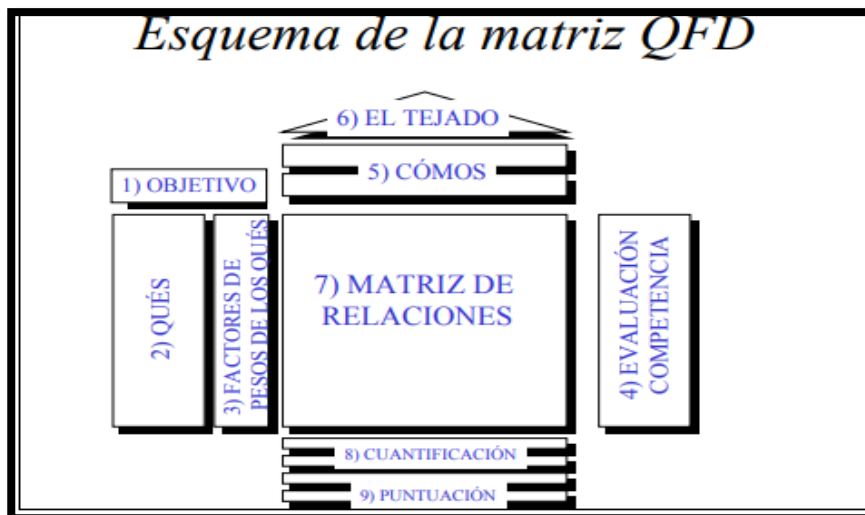 Esquema de la matriz QFD
6) EL TEJADO
5) CÓMOS
1) OBJETIVO
2) QUÉS
3) FACTORES DE
PESOS DE LOS QUÉS
7) MATRIZ DE
RELACIONES
4) EVALUACIÓN
COMPETENCIA
8) CUANTIFICACIÓN
9) PUNTUACIÓN